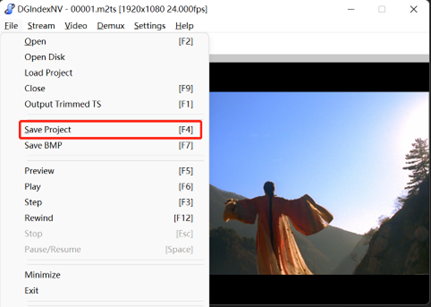 DGIndexNV - 00001.m2ts [1920x1080 24.000fps]
File Stream Video Demux Settings Help
Open [F2]
Open Disk
Load Project
Close [F9]
Output Trimmed TS [F1]
Save Project [F4]
Save BMP [F7]
Preview [F5]
Play [F6]
Step [F3]
Rewind [F12]
Stop [Esc]
Pause/Resume [Space]
Minimize
Exit